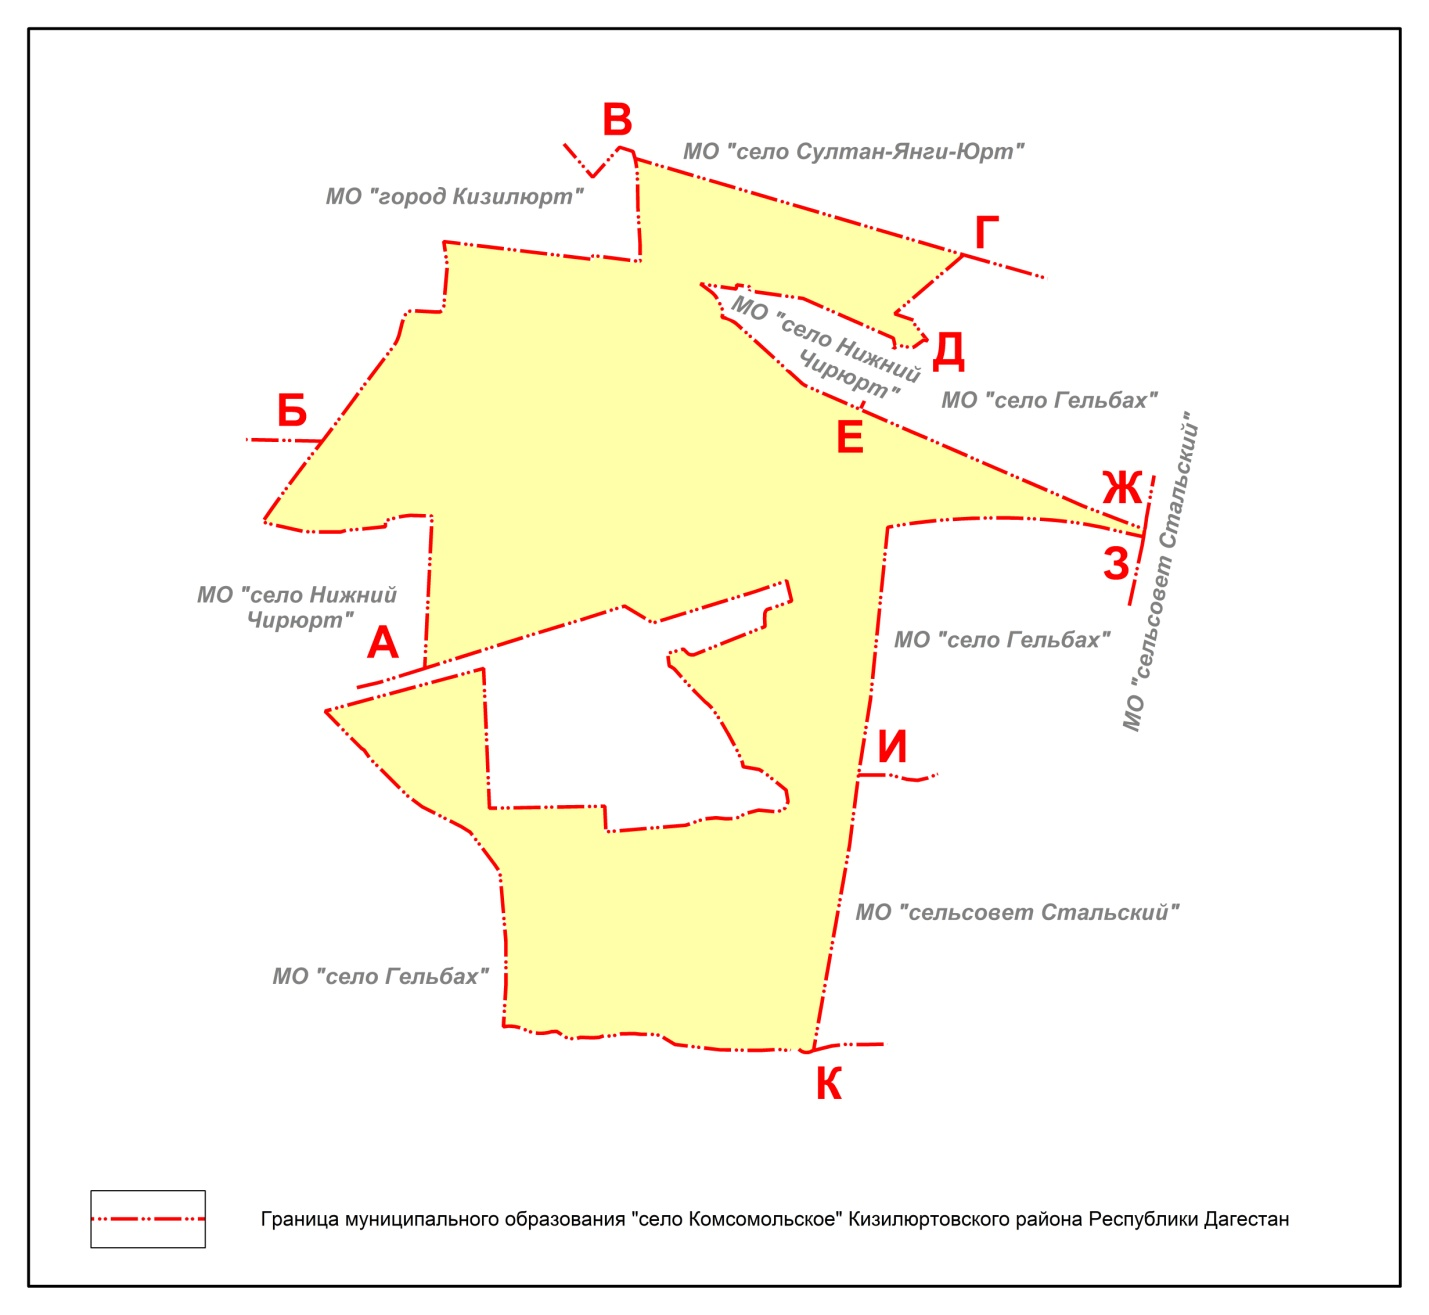 В
МО "село Султан-Янги-Юрт"
МО "город Кизилюрт"
Г
МО "село Нижний
Чирюрт"
Д
МО "село Гельбах"
Б
Е
Ж
МО "сельсовет Стальский"
З
МО "село Нижний
Чирюрт"
А
МО "село Гельбах"
И
МО "сельсовет Стальский"
МО "село Гельбах"
К
Граница муниципального образования "село Комсомольское" Кизилюртовского района Республики Дагестан